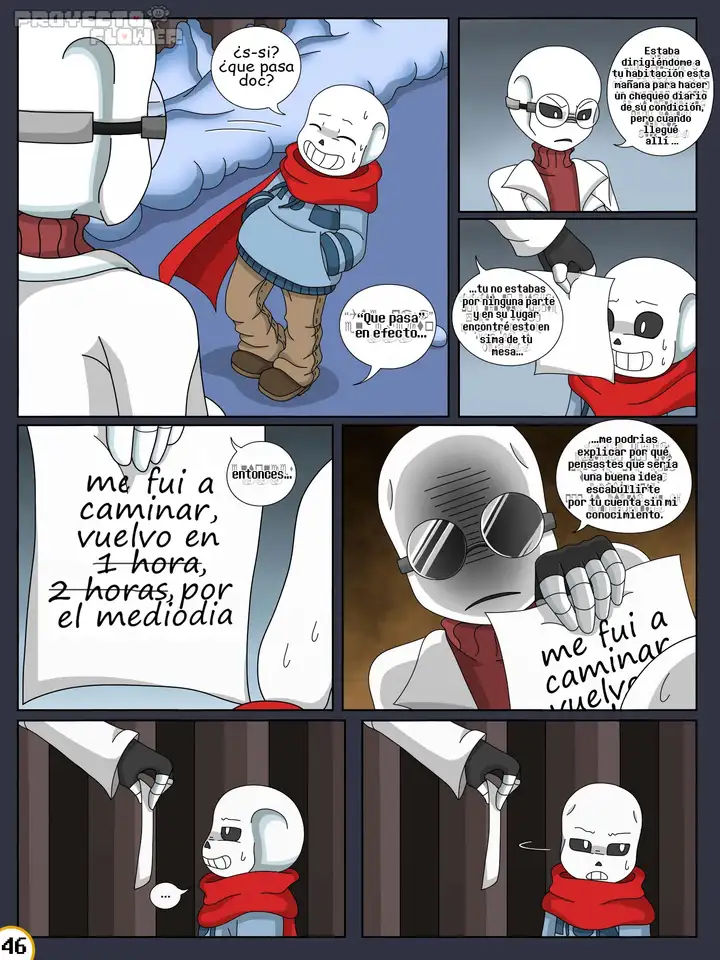 PROYECTO
FLOWER
¿s-si?
¿que pasa
doc?
“Que pasa”
en efecto...
Estaba
dirigiéndome a
tu habitación esta
mañana para hacer
un chequeo diario
de su condición,
pero cuando
llegué
allí ...
...tu no estabas
por ninguna parte
y en su lugar
encontré esto en
sima de tu
mesa...
me fui a
caminar,
vuelvo en
1 hora,
2 horas, por
el mediodia
entonces...
...me podrias
explicar por qué
pensastes que sería
una buena idea
escabullirte
por tu cuenta sin mi
conocimiento.
me fui a
caminar
vuelv
...
46